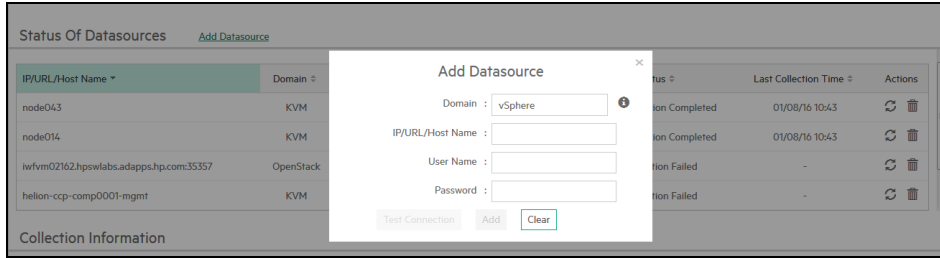 Status Of Datasources Add Datasource
Add Datasource ×
IP/URL/Host Name Domain tus Last Collection Time Actions
Domain : vSphere
node043 KVM ion Completed 01/08/16 10:43
IP/URL/Host Name :
node014 KVM ion Completed 01/08/16 10:43
User Name :
iwfvm02162.hpswlabs.adapps.hp.com:35357 OpenStack tion Failed -
Password :
helion-ccp-comp0001-mgmt KVM tion Failed -
Test Connection Add Clear
Collection Information